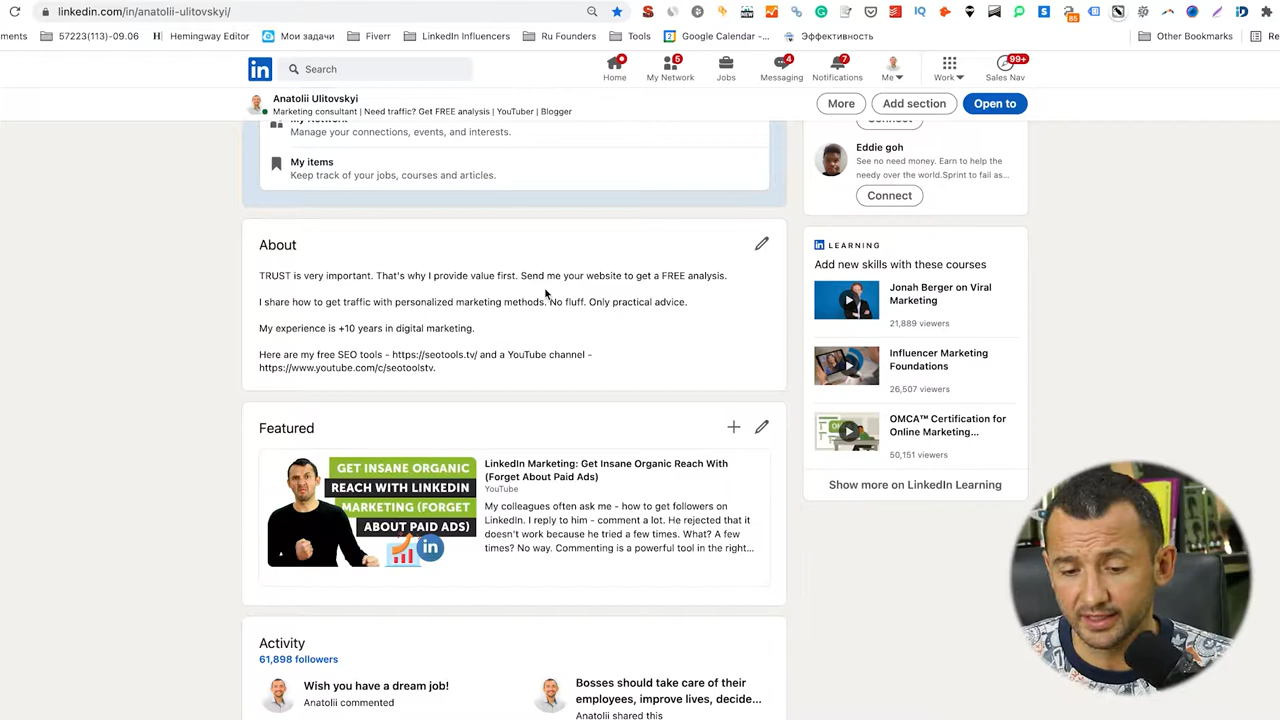 linkedin.com/in/anatolii-ulitovskyi/
NEW
85
ments
57223(113)-09.06
Hemingway Editor
Мои задачи
Fiverr
LinkedIn Influencers
Ru Founders
Tools
Google Calendar -...
Эффективность
Other Bookmarks
Re
in
Search
Home
5
My Network
Jobs
4
Messaging
7
Notifications
Me
Work
99+
Sales Nav
Anatolii Ulitovskyi
Marketing consultant | Need traffic? Get FREE analysis | YouTuber | Blogger
More
Add section
Open to
My Network
Manage your connections, events, and interests.
My items
Keep track of your jobs, courses and articles.
Connect
Eddie goh
See no need money. Earn to help the
needy over the world.Sprint to fail as...
Connect
About
TRUST is very important. That's why I provide value first. Send me your website to get a FREE analysis.
I share how to get traffic with personalized marketing methods. No fluff. Only practical advice.
My experience is +10 years in digital marketing.
Here are my free SEO tools - https://seotools.tv/ and a YouTube channel -
https://www.youtube.com/c/seotoolstv.
in LEARNING
Add new skills with these courses
Jonah Berger on Viral
Marketing
21,889 viewers
Influencer Marketing
Foundations
26,507 viewers
OMCA™ Certification for
Online Marketing...
50,151 viewers
Show more on LinkedIn Learning
Featured
GET INSANE ORGANIC
REACH WITH LINKEDIN
MARKETING (FORGET
ABOUT PAID ADS)
in
LinkedIn Marketing: Get Insane Organic Reach With
(Forget About Paid Ads)
YouTube
My colleagues often ask me - how to get followers on
LinkedIn. I reply to him - comment a lot. He rejected that it
doesn't work because he tried a few times. What? A few
times? No way. Commenting is a powerful tool in the right...
Activity
61,898 followers
Wish you have a dream job!
Anatolii commented
Bosses should take care of their
employees, improve lives, decide...
Anatolii shared this